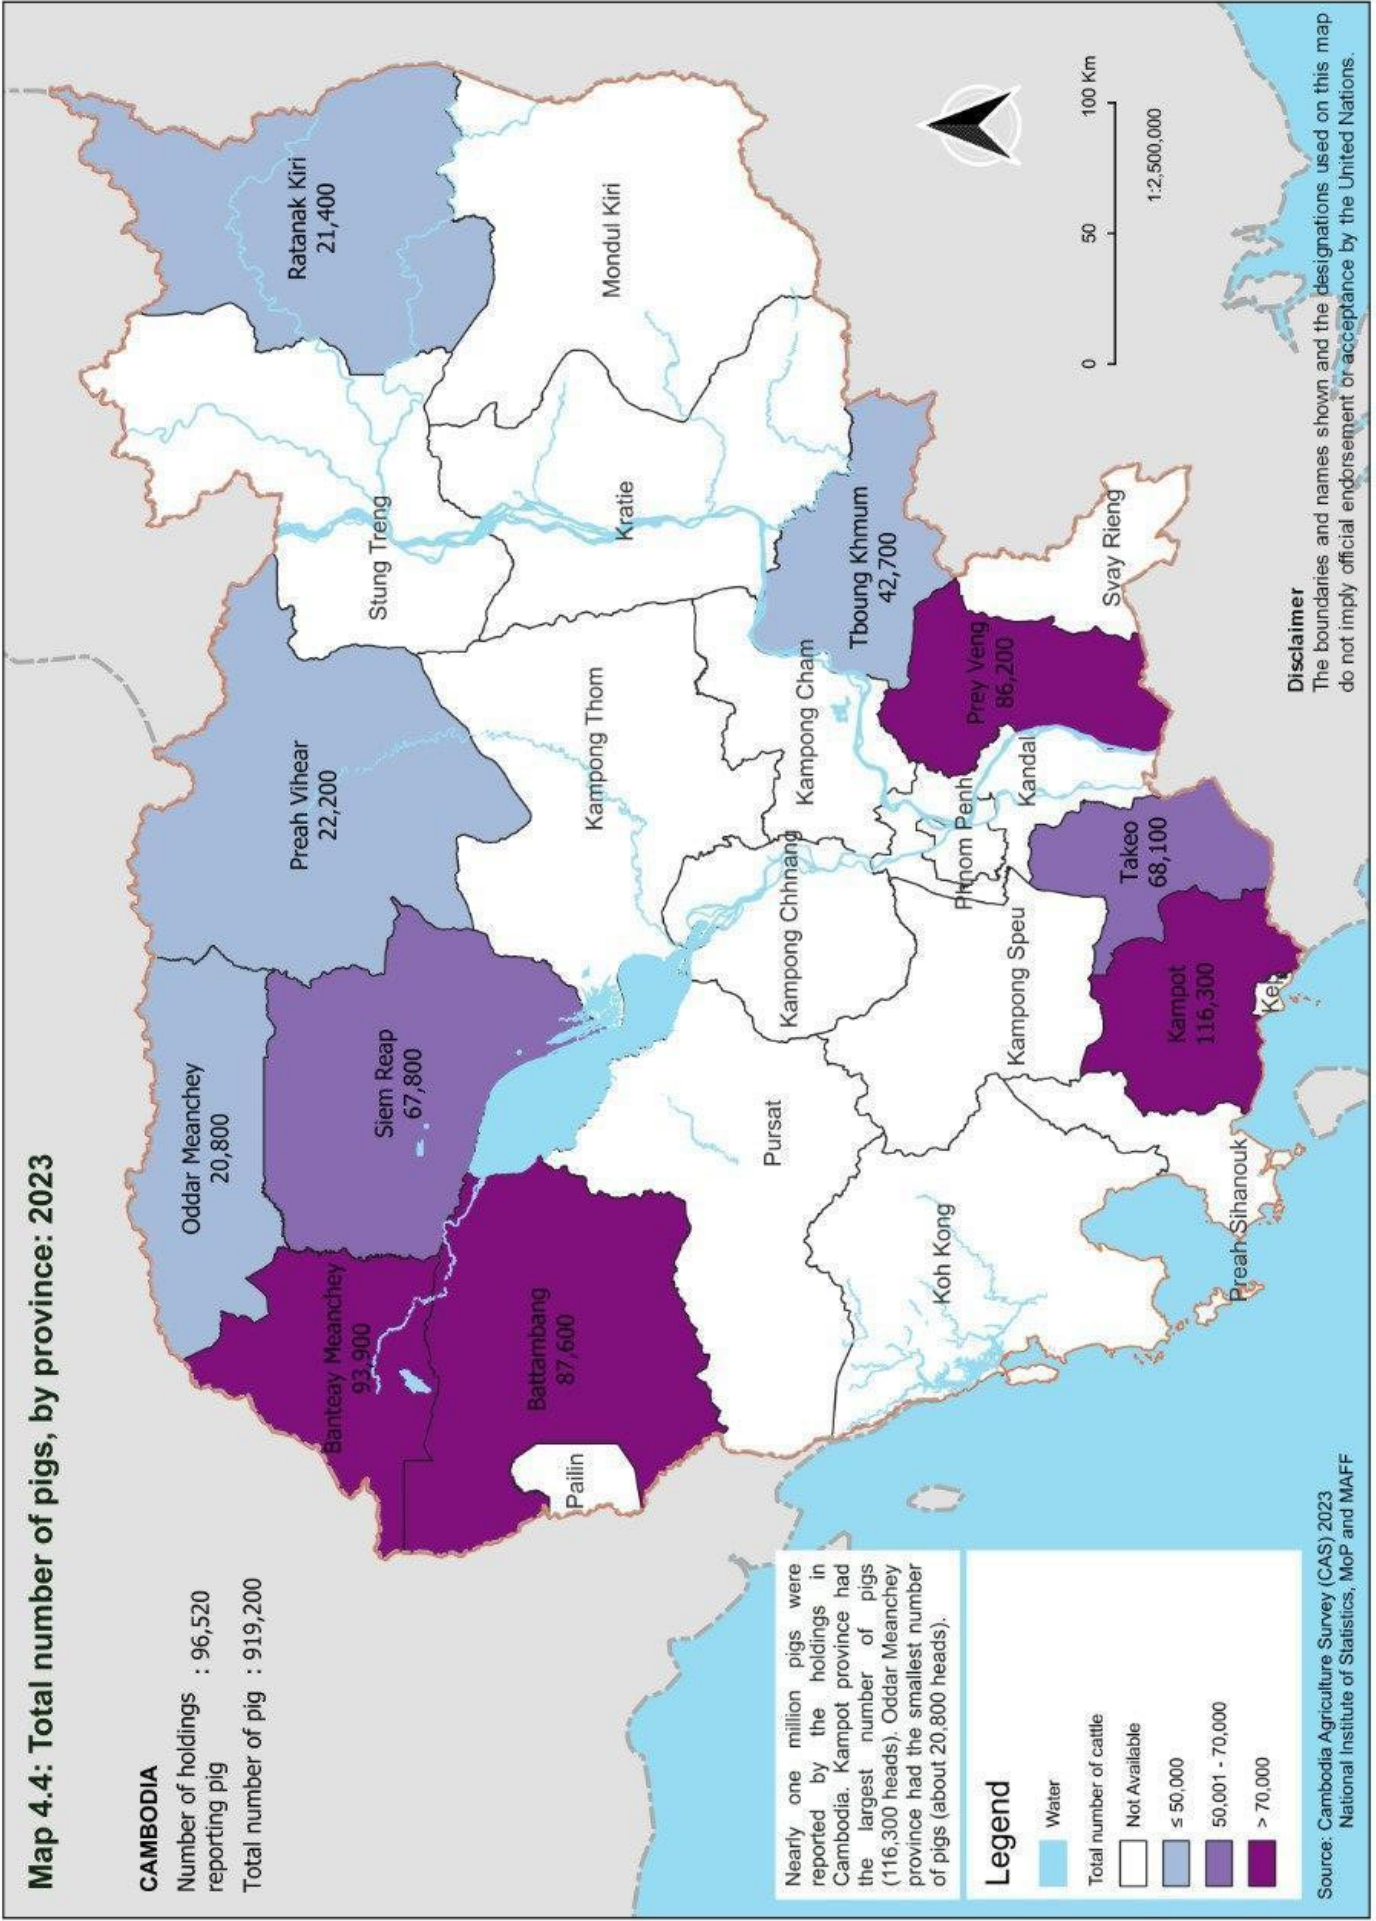 Map 4.4: Total number of pigs, by province: 2023
CAMBODIA
Number of holdings : 96,520
reporting pig
Total number of pig : 919,200
Oddar Meanchey
20,800
Preah Vihear
22,200
Ratanak Kiri
21,400
Banteay Meanchey
93,900
Siem Reap
67,800
Stung Treng
Battambang
87,600
Pailin
Kampong Thom
Kratie
Mondul Kiri
Pursat
Kampong Chhnang
Kampong Cham
Tboung Khmum
42,700
Koh Kong
Kampong Speu
Phnom Penh
Kandal
Prey Veng
86,200
Svay Rieng
Takeo
68,100
Kampot
116,300
Kep
Preah Sihanouk
Nearly one million pigs were
reported by the holdings in
Cambodia. Kampot province had
the largest number of pigs
(116,300 heads). Oddar Meanchey
province had the smallest number
of pigs (about 20,800 heads).
Legend
Water
Total number of cattle
Not Available
≤ 50,000
50,001 - 70,000
> 70,000
0 50 100 Km
1:2,500,000
Source: Cambodia Agriculture Survey (CAS) 2023
National Institute of Statistics, MoP and MAFF
Disclaimer
The boundaries and names shown and the designations used on this map
do not imply official endorsement or acceptance by the United Nations.